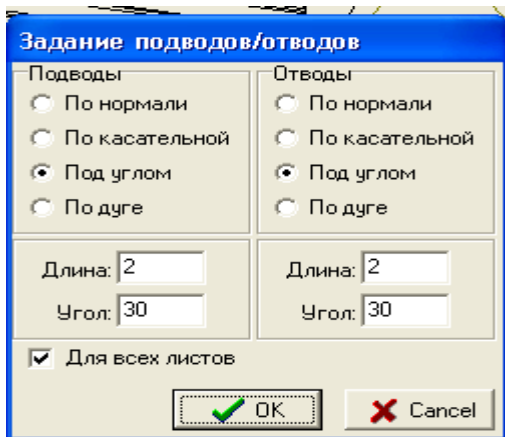 Задание подводов/отводов
Подводы
По нормали
По касательной
Под углом
По дуге
Длина: 2
Угол: 30
Отводы
По нормали
По касательной
Под углом
По дуге
Длина: 2
Угол: 30
Для всех листов
OK
Cancel